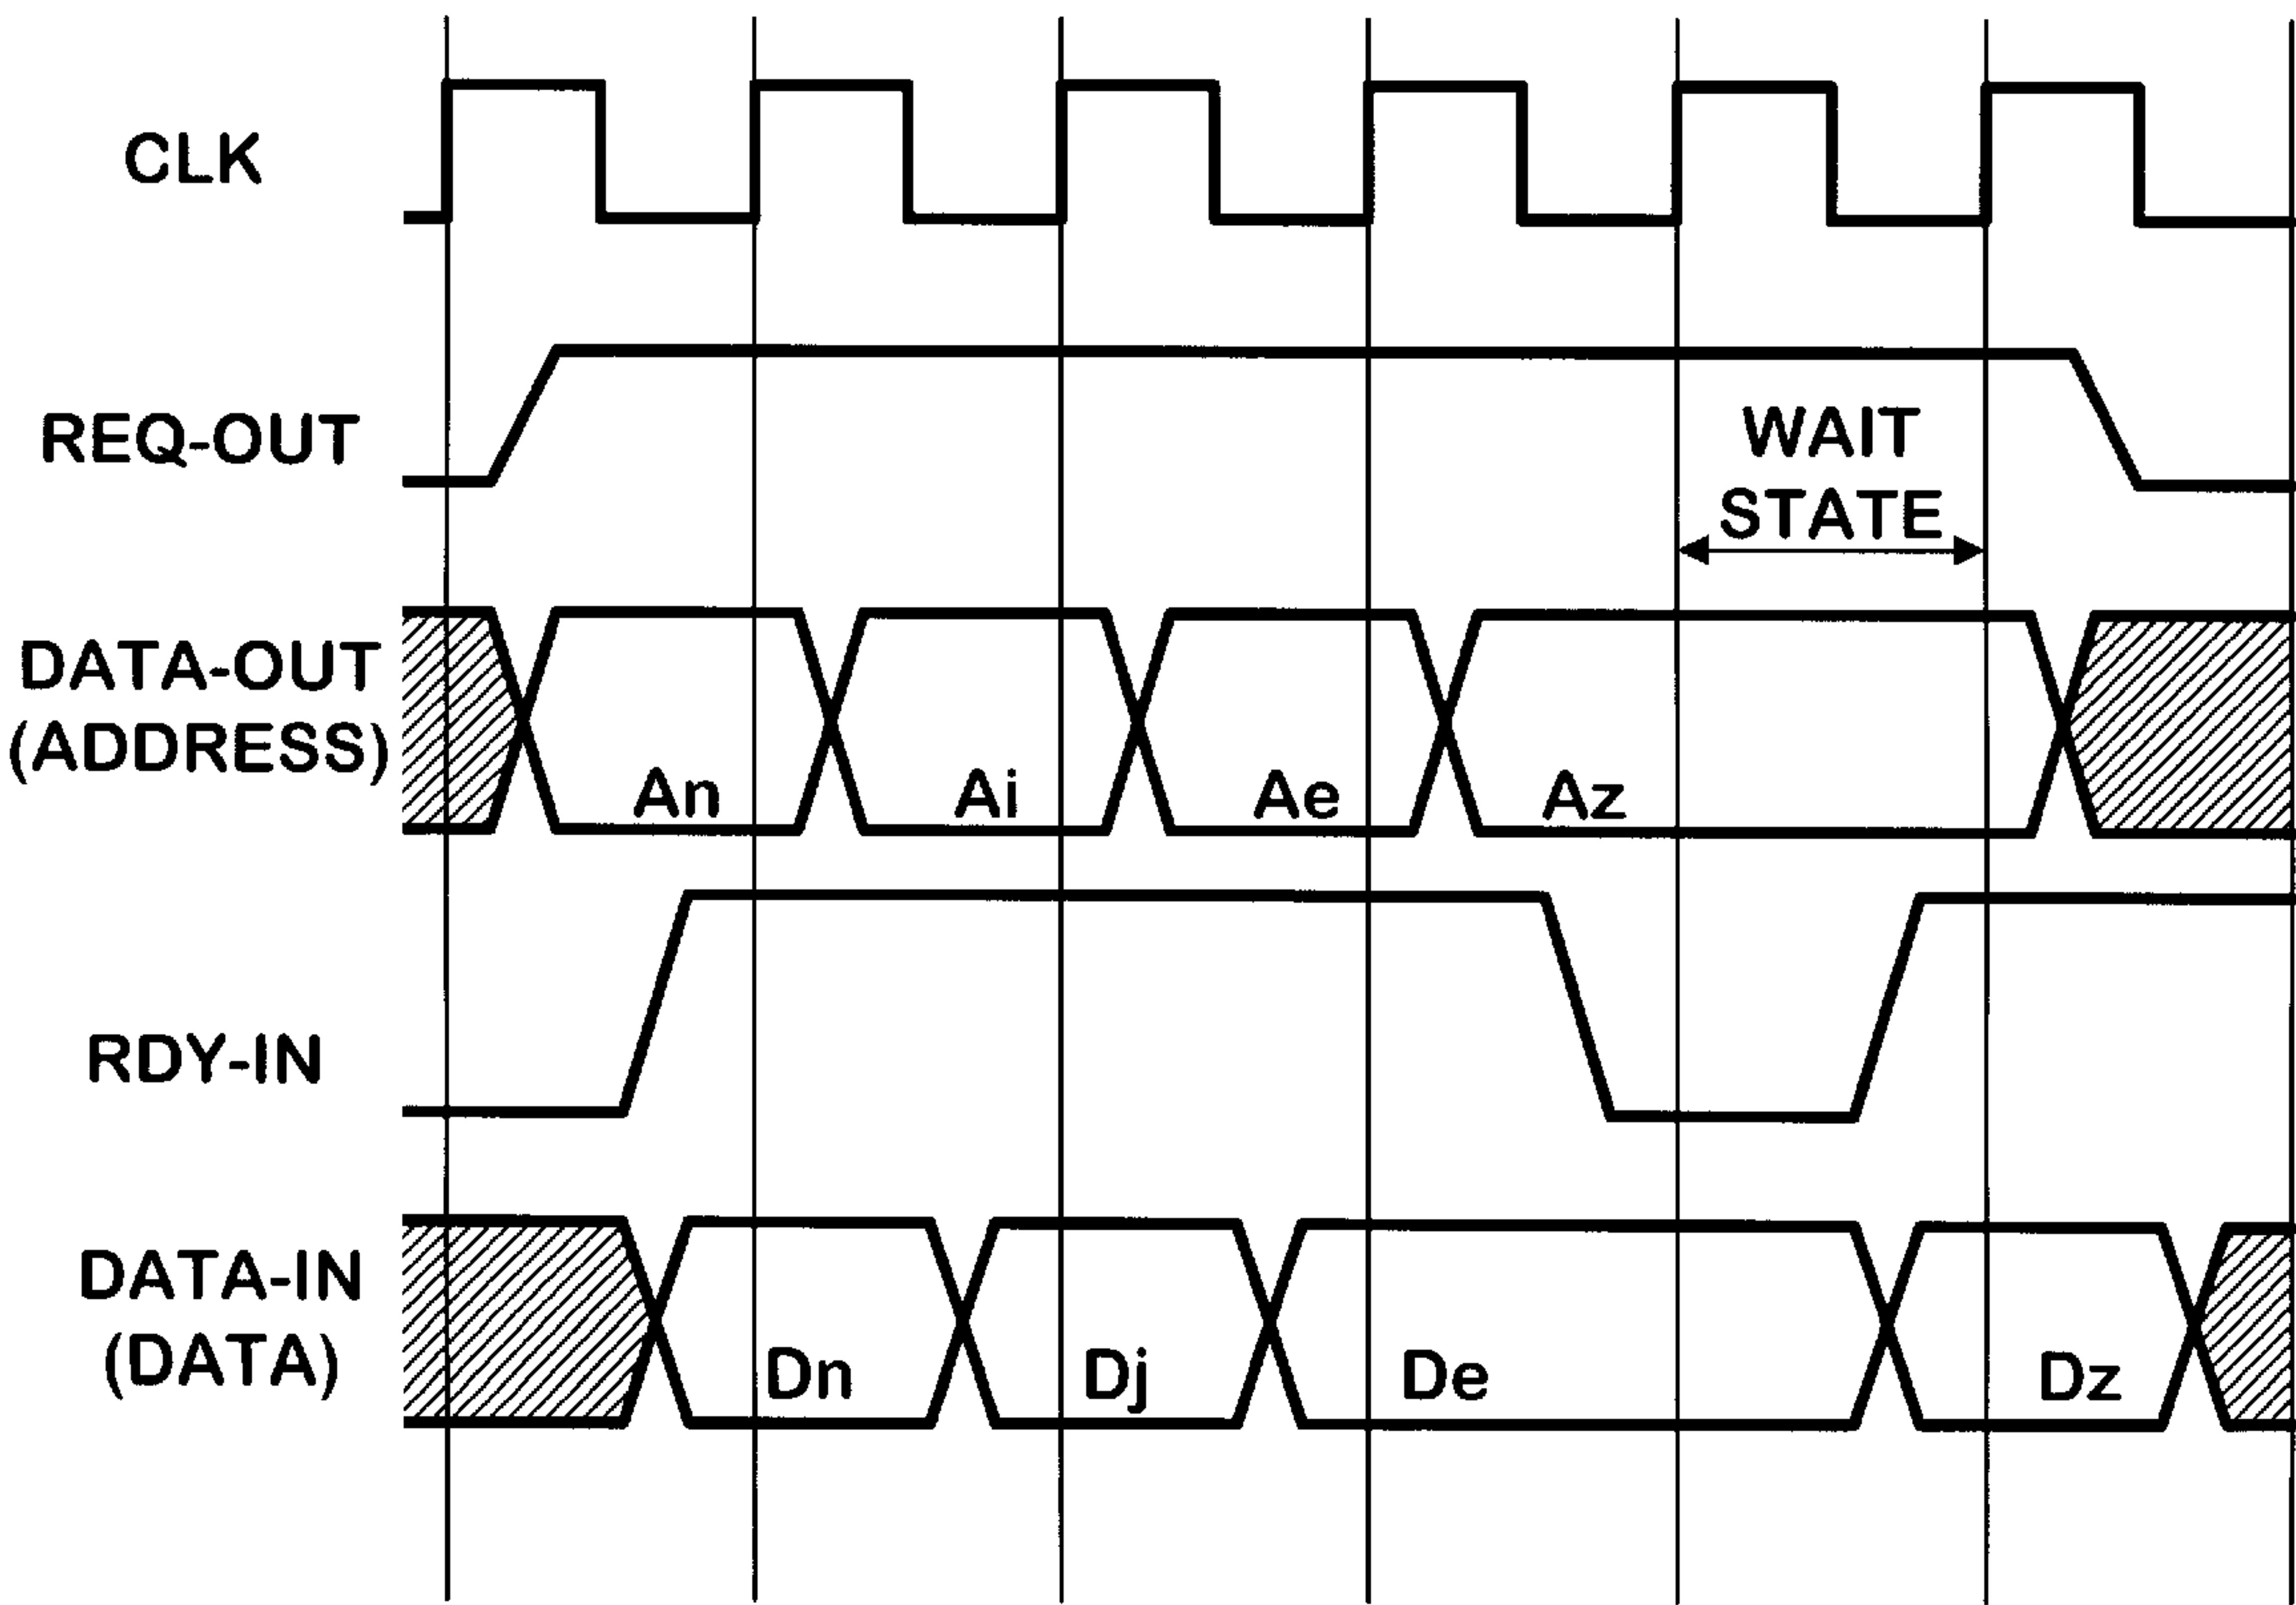 CLK
REQ-OUT
WAIT
STATE
DATA-OUT
(ADDRESS)
An Ai Ae Az
RDY-IN
DATA-IN
(DATA)
Dn Dj De Dz